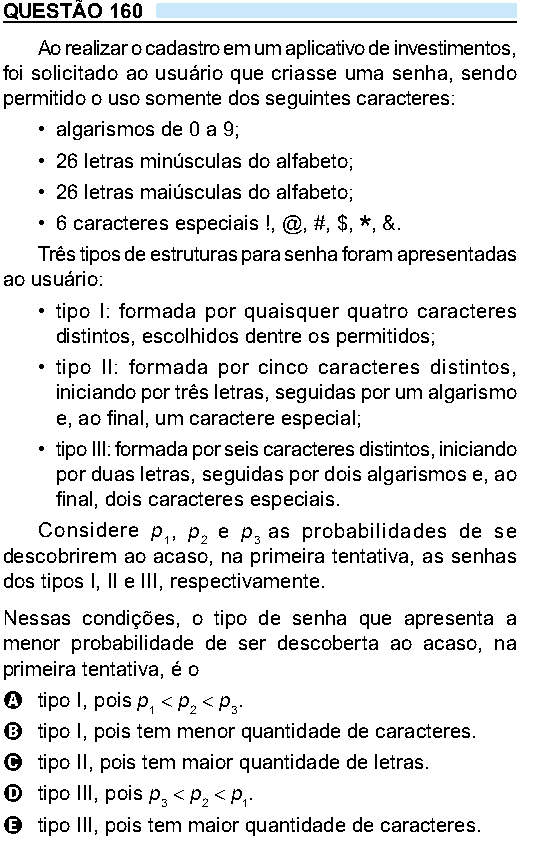 QUESTÃO 160
Ao realizar o cadastro em um aplicativo de investimentos,
foi solicitado ao usuário que criasse uma senha, sendo
permitido o uso somente dos seguintes caracteres:
• algarismos de 0 a 9;
• 26 letras minúsculas do alfabeto;
• 26 letras maiúsculas do alfabeto;
• 6 caracteres especiais !, @, #, $, *, &.
Três tipos de estruturas para senha foram apresentadas
ao usuário:
• tipo I: formada por quaisquer quatro caracteres
distintos, escolhidos dentre os permitidos;
• tipo II: formada por cinco caracteres distintos,
iniciando por três letras, seguidas por um algarismo
e, ao final, um caractere especial;
• tipo III: formada por seis caracteres distintos, iniciando
por duas letras, seguidas por dois algarismos e, ao
final, dois caracteres especiais.
Considere p₁, p₂ e p₃ as probabilidades de se
descobrirem ao acaso, na primeira tentativa, as senhas
dos tipos I, II e III, respectivamente.
Nessas condições, o tipo de senha que apresenta a
menor probabilidade de ser descoberta ao acaso, na
primeira tentativa, é o
A tipo I, pois p₁ < p₂ < p₃.
B tipo I, pois tem menor quantidade de caracteres.
C tipo II, pois tem maior quantidade de letras.
D tipo III, pois p₃ < p₂ < p₁.
E tipo III, pois tem maior quantidade de caracteres.